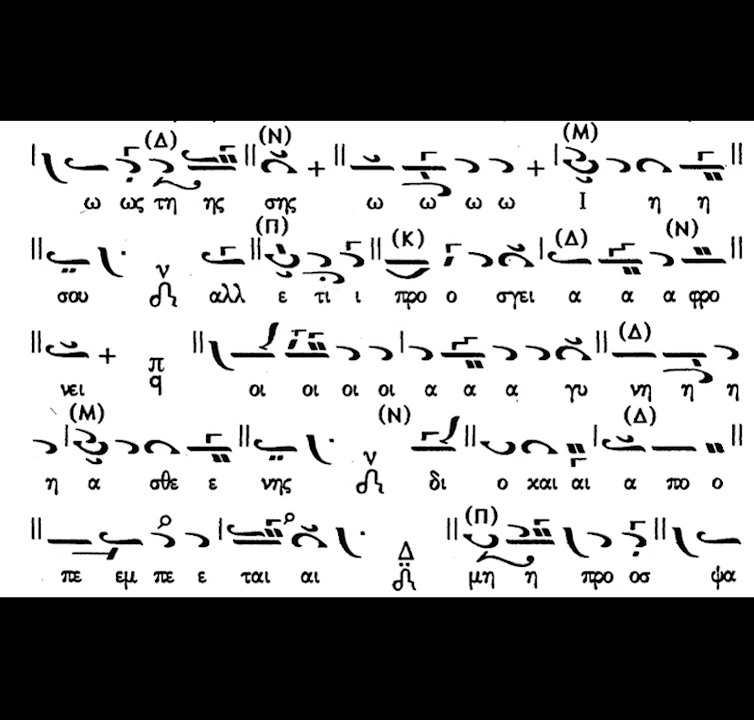 (Δ) (Ν) (Μ)
ω ως τη ης σης ω ω ω ω Ι η η
(Π) (Κ) (Δ) (Ν)
σου ν αλλ ε τι ι προ ο σγει α α α φρο
(Δ)
νει π q οι οι οι οι α α α γυ νη η η
(Μ) (Ν) (Δ)
η α σθε ε νης ν δι ο και αι α πο ο
(Π)
πε εμ πε ε ται αι Δ μη η προ οσ ψα